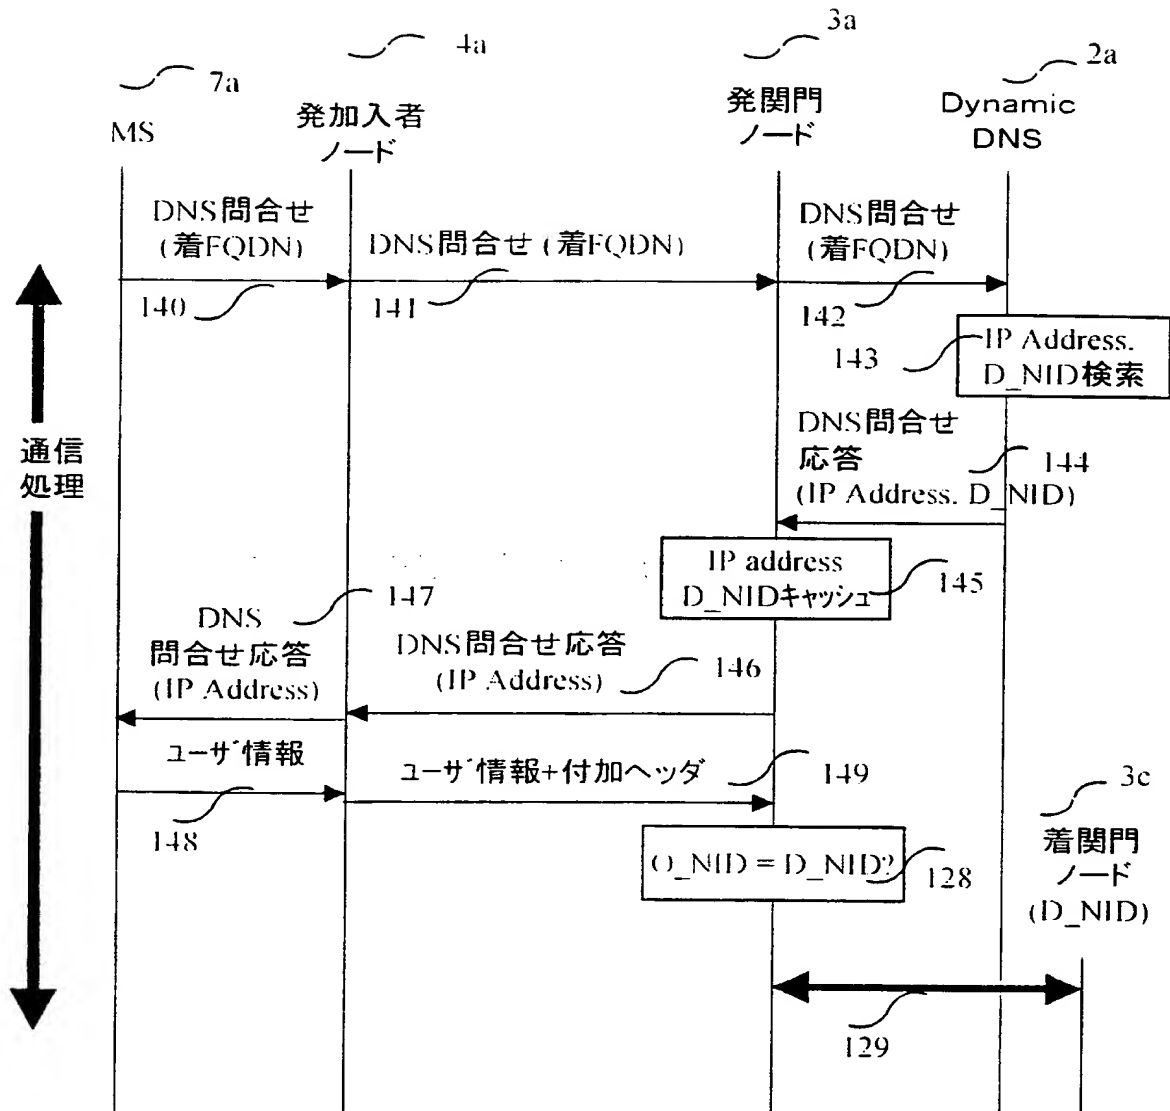 3a
4a
2a
7a
MS
発加入者
ノード
発関門
ノード
Dynamic
DNS
DNS問合せ
(着FQDN)
DNS問合せ (着FQDN)
DNS問合せ
(着FQDN)
140
141
142
143
IP Address.
D_NID検索
通信
処理
DNS問合せ
応答
(IP Address. D_NID)
144
IP address
D_NIDキャッシュ
145
147
DNS
問合せ応答
(IP Address)
DNS問合せ応答
(IP Address)
146
ユーザ情報
ユーザ情報+付加ヘッダ
149
148
O_NID = D_NID?
128
3c
着関門
ノード
(D_NID)
129